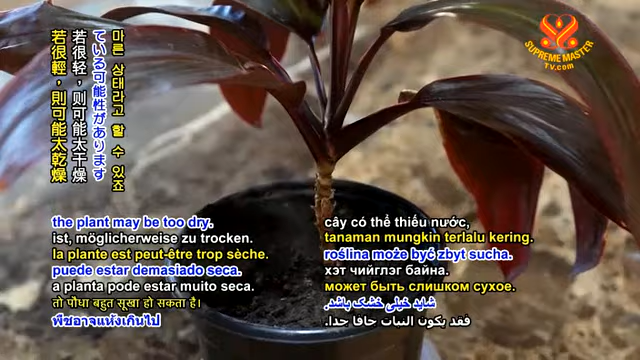 若很輕，則可能太乾燥
若很轻，则可能太干燥
ている可能性があります
마른 상태라고 할 수 있죠
SUPREME MASTER
TV.com
the plant may be too dry.
ist, möglicherweise zu trocken.
la plante est peut-être trop sèche.
puede estar demasiado seca.
a planta pode estar muito seca.
तो पौधा बहुत सूखा हो सकता है।
พืชอาจแห้งเกินไป
cây có thể thiếu nước,
tanaman mungkin terlalu kering.
roślina może być zbyt sucha.
хэт чийглэг байна.
может быть слишком сухое.
شاید خیلی خشک باشد.
فقد يكون النبات جافا جدا.